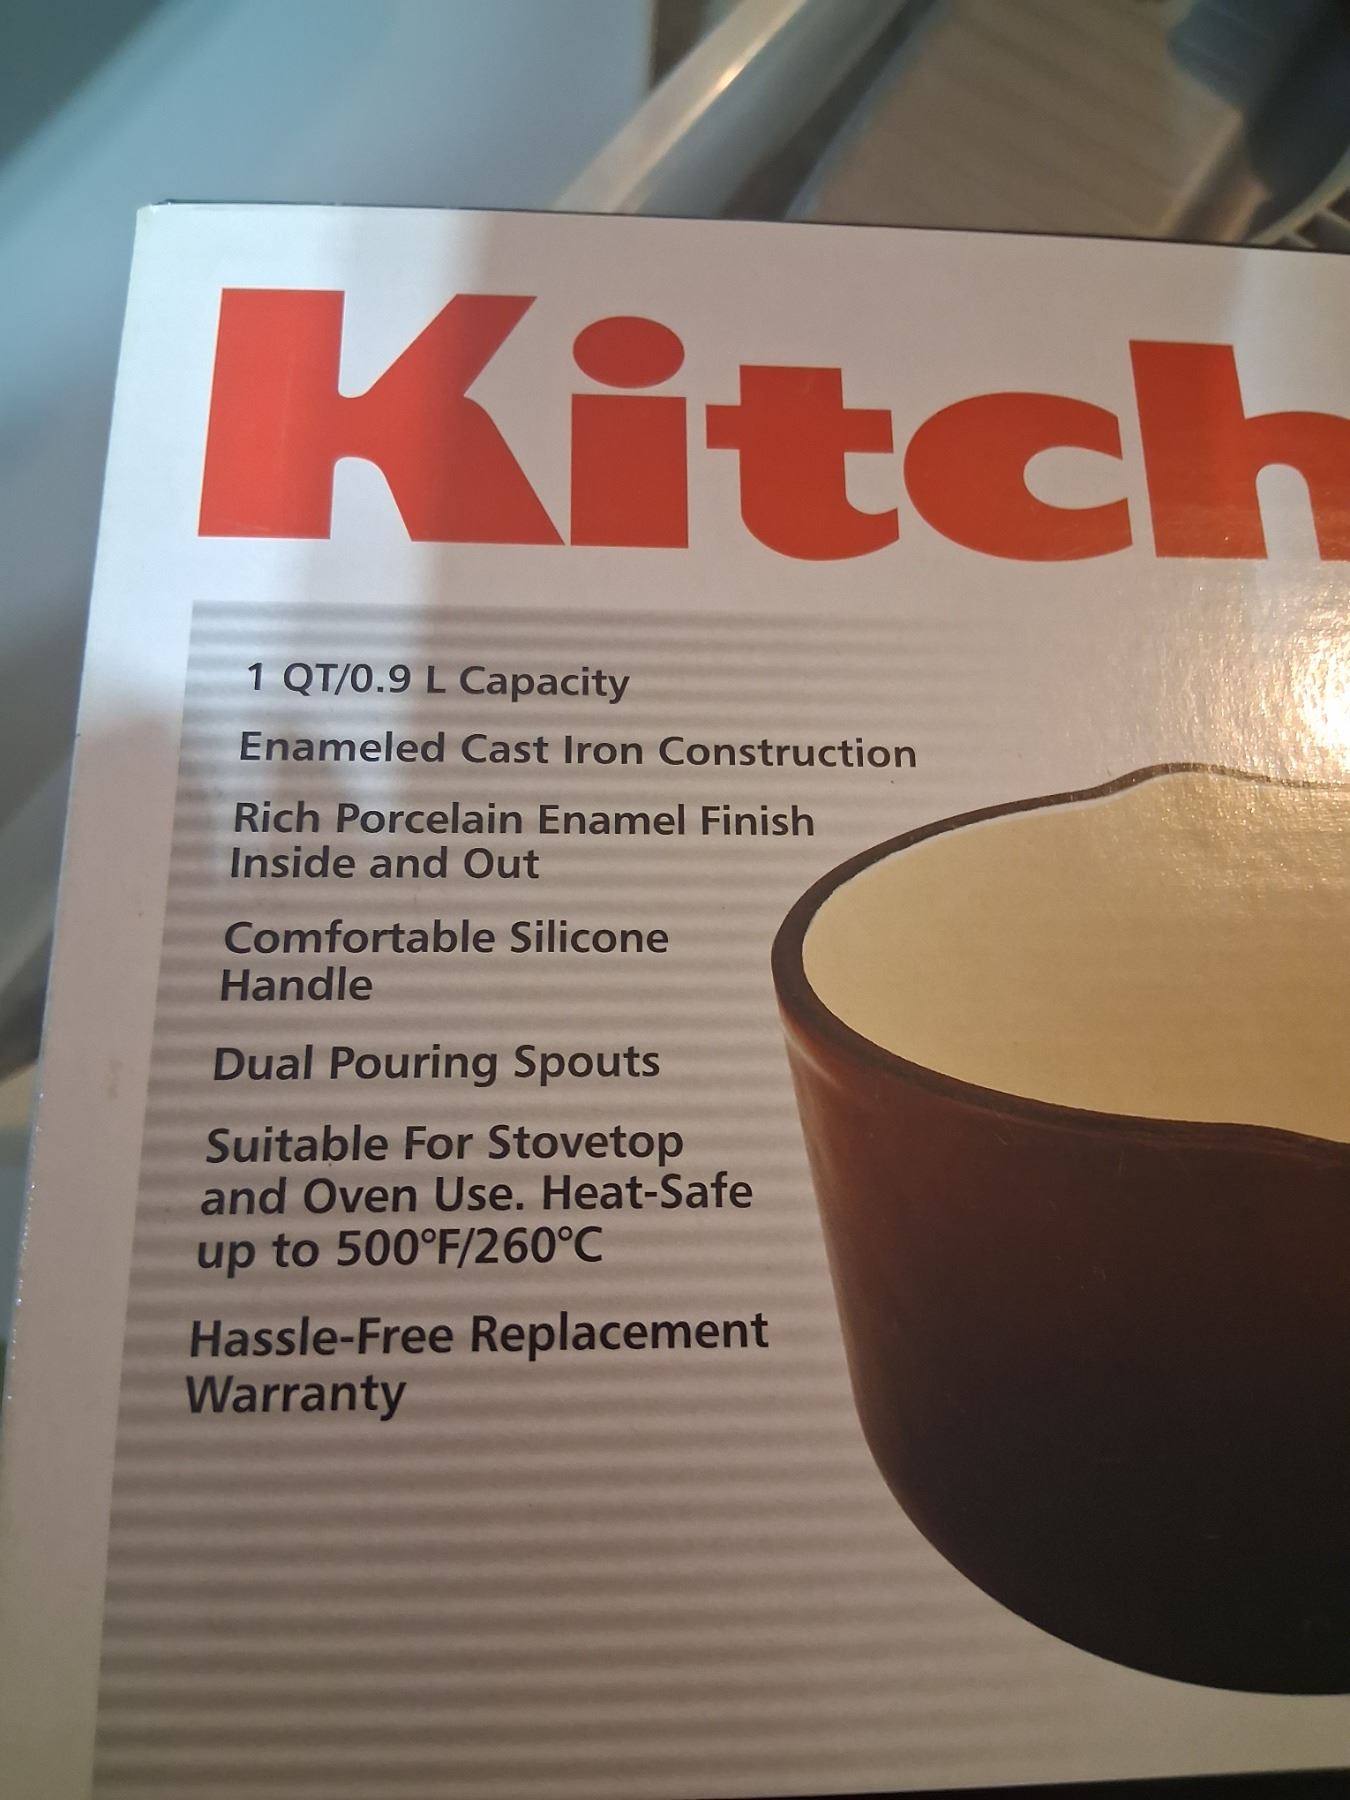 Kitch
1 QT/0.9 L Capacity
Enameled Cast Iron Construction
Rich Porcelain Enamel Finish
Inside and Out
Comfortable Silicone
Handle
Dual Pouring Spouts
Suitable For Stovetop
and Oven Use. Heat-Safe
up to 500°F/260°C
Hassle-Free Replacement
Warranty